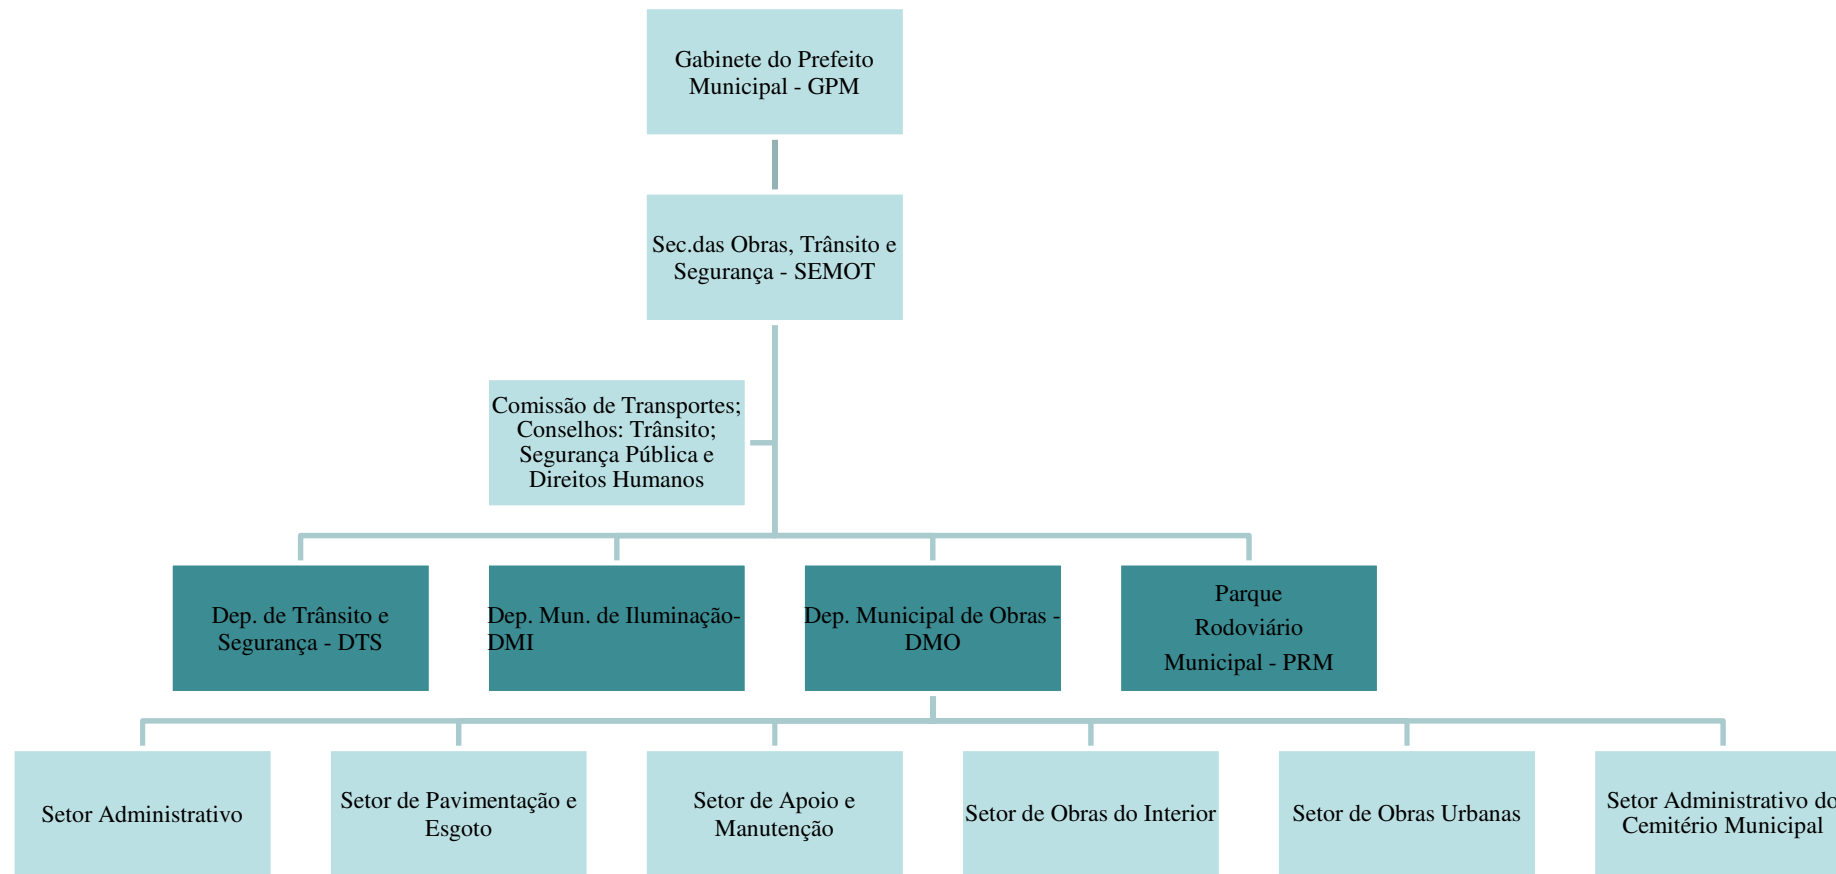 Gabinete do Prefeito
Municipal - GPM
Sec.das Obras, Trânsito e
Segurança - SEMOT
Comissão de Transportes;
Conselhos: Trânsito;
Segurança Pública e
Direitos Humanos
Dep. de Trânsito e
Segurança - DTS
Dep. Mun. de Iluminação-
DMI
Dep. Municipal de Obras -
DMO
Parque
Rodoviário
Municipal - PRM
Setor Administrativo
Setor de Pavimentação e
Esgoto
Setor de Apoio e
Manutenção
Setor de Obras do Interior
Setor de Obras Urbanas
Setor Administrativo do
Cemitério Municipal